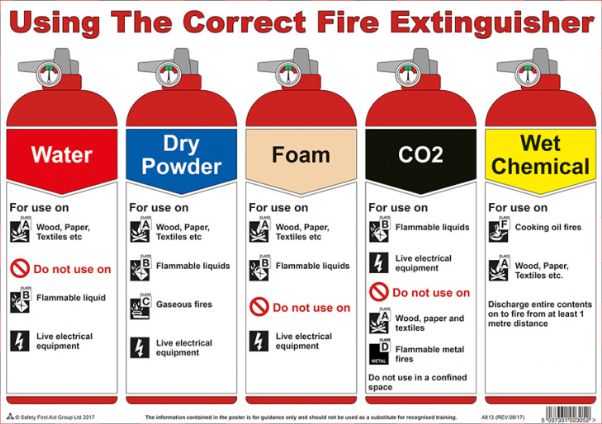 Using The Correct Fire Extinguisher
Water
For use on
CLASS A
Wood, Paper,
Textiles etc
Do not use on
CLASS B
Flammable liquid
Live electrical
equipment
Dry
Powder
For use on
CLASS A
Wood, Paper,
Textiles etc
CLASS B
Flammable liquids
CLASS C
Gaseous fires
Live electrical
equipment
Foam
For use on
CLASS A
Wood, Paper,
Textiles etc
CLASS B
Flammable liquids
Do not use on
Live electrical
equipment
CO2
For use on
CLASS B
Flammable liquids
Live electrical
equipment
Do not use on
CLASS A
Wood, paper and
textiles
CLASS D
METAL
Flammable metal
fires
Do not use in a confined
space
Wet
Chemical
For use on
CLASS F
Cooking oil fires
CLASS A
Wood, Paper,
Textiles etc.
Discharge entire contents
on to fire from at least 1
metre distance
© Safety First Aid Group Ltd 2017
The information contained in the poster is for guidance only and should not be used as a substitute for recognised training.
A813 (REV:08/17)
5 037331 023052 >